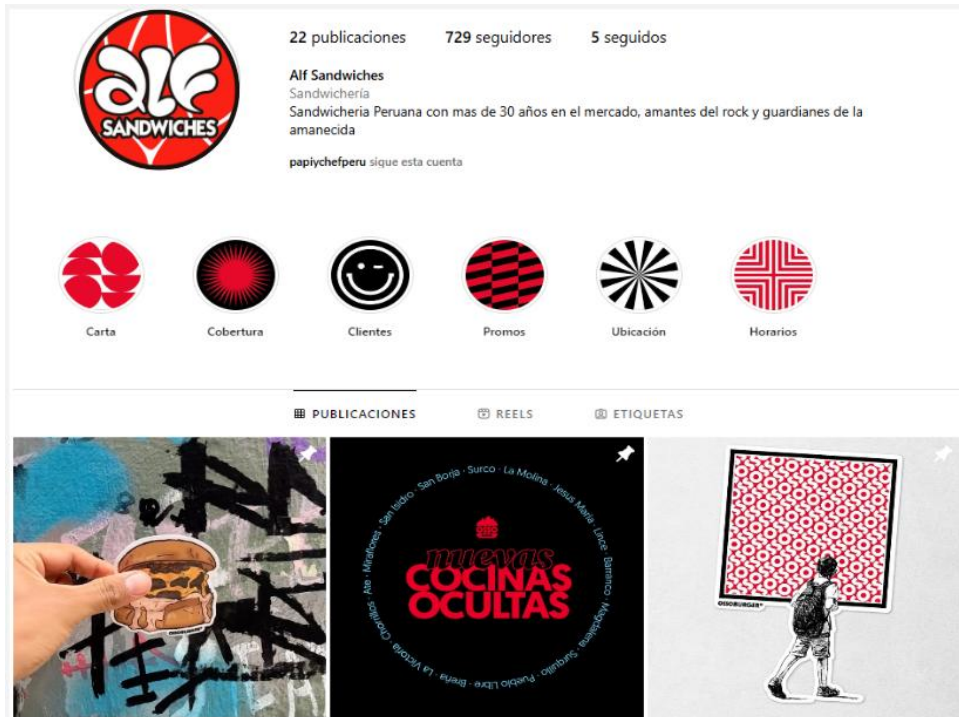 alf
SANDWICHES
22 publicaciones 729 seguidores 5 seguidos
Alf Sandwiches
Sandwichería
Sandwicheria Peruana con mas de 30 años en el mercado, amantes del rock y guardianes de la
amanecida
papiychefperu sigue esta cuenta
Carta Cobertura Clientes Promos Ubicación Horarios
PUBLICACIONES REELS ETIQUETAS
San Isidro · San Borja · Surco · La Molina · Jesus Maria · Lince · Barranco · Magdalena · Surquillo · Pueblo Libre · Breña · La Victoria · Chorrillos · Ate · Miraflores ·
nuevas
COCINAS
OCULTAS